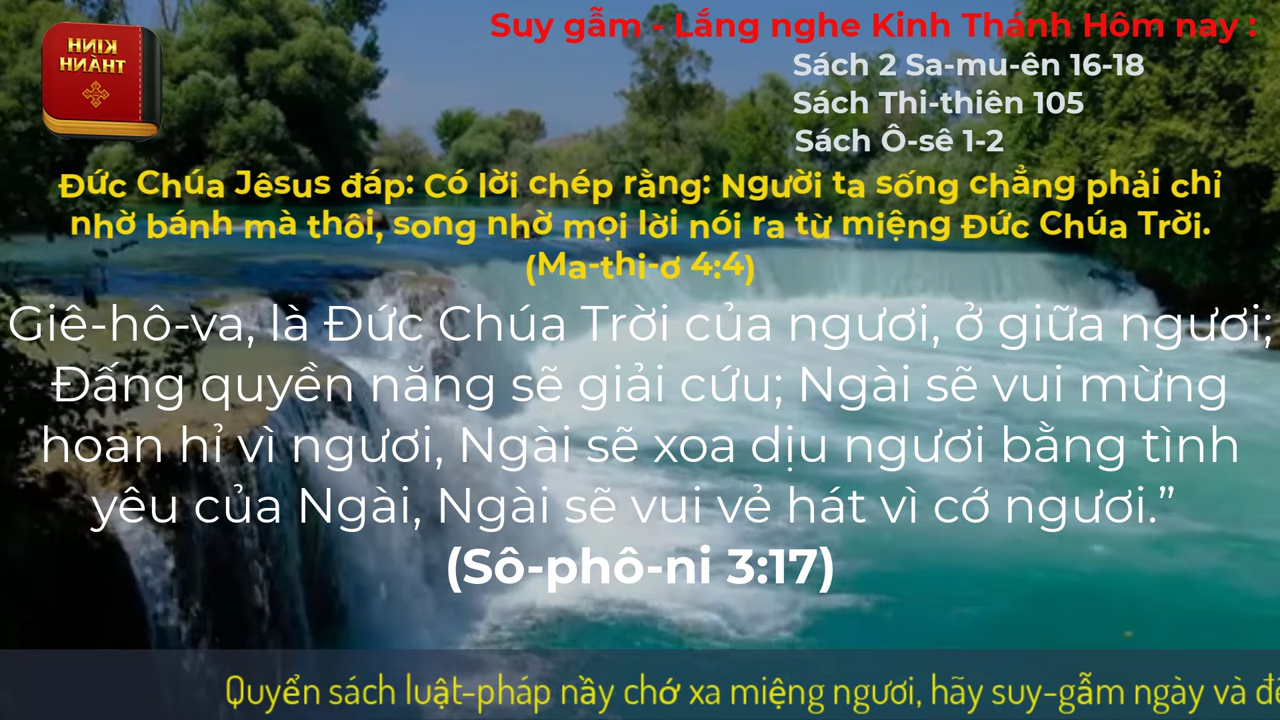 KINH
THÁNH
Suy gẫm - Lắng nghe Kinh Thánh Hôm nay :
Sách 2 Sa-mu-ên 16-18
Sách Thi-thiên 105
Sách Ô-sê 1-2
Đức Chúa Jêsus đáp: Có lời chép rằng: Người ta sống chẳng phải chỉ
nhờ bánh mà thôi, song nhờ mọi lời nói ra từ miệng Đức Chúa Trời.
(Ma-thi-ơ 4:4)
Giê-hô-va, là Đức Chúa Trời của ngươi, ở giữa ngươi;
Đấng quyền năng sẽ giải cứu; Ngài sẽ vui mừng
hoan hỉ vì ngươi, Ngài sẽ xoa dịu ngươi bằng tình
yêu của Ngài, Ngài sẽ vui vẻ hát vì cớ ngươi.”
(Sô-phô-ni 3:17)
Quyển sách luật-pháp nầy chớ xa miệng ngươi, hãy suy-gẫm ngày và đê